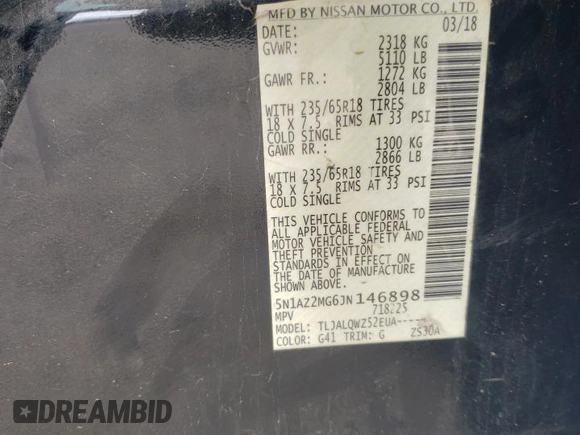 MFD BY NISSAN MOTOR CO., LTD.
DATE: 03/18
GVWR: 2318 KG
5110 LB
GAWR FR.: 1272 KG
2804 LB
WITH 235/65R18 TIRES
18 X 7.5 RIMS AT 33 PSI
COLD SINGLE
GAWR RR.: 1300 KG
2866 LB
WITH 235/65R18 TIRES
18 X 7.5 RIMS AT 33 PSI
COLD SINGLE
THIS VEHICLE CONFORMS TO
ALL APPLICABLE FEDERAL
MOTOR VEHICLE SAFETY AND
THEFT PREVENTION
STANDARDS IN EFFECT ON
THE DATE OF MANUFACTURE
SHOWN ABOVE.
5N1AZ2MG6JN146898
MPV 718225
MODEL: TLJALQWZ52EUA-----
COLOR: G41 TRIM: G ZS30A
DREAMBID